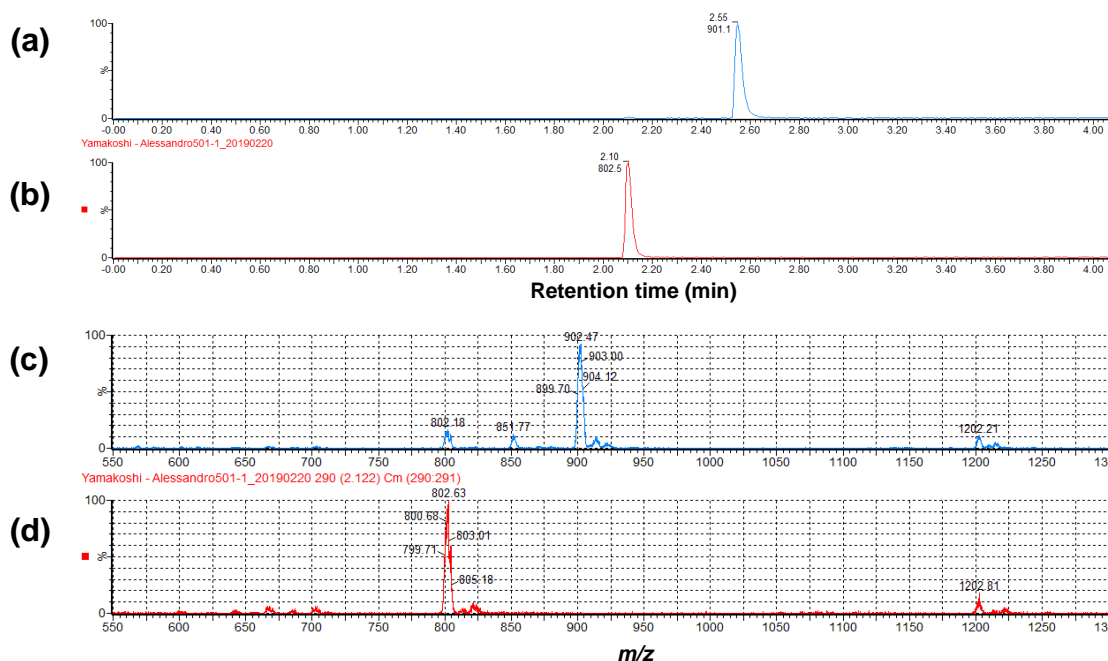 (a)
100
%
0
2.55
901.1
-0.00 0.20 0.40 0.60 0.80 1.00 1.20 1.40 1.60 1.80 2.00 2.20 2.40 2.60 2.80 3.00 3.20 3.40 3.60 3.80 4.00
Yamakoshi - Alessandro501-1_20190220
(b)
100
%
0
2.10
802.5
-0.00 0.20 0.40 0.60 0.80 1.00 1.20 1.40 1.60 1.80 2.00 2.20 2.40 2.60 2.80 3.00 3.20 3.40 3.60 3.80 4.00
Retention time (min)
(c)
100
%
0
902.47
903.00
904.12
899.70
802.18
851.77
1202.21
550 600 650 700 750 800 850 900 950 1000 1050 1100 1150 1200 1250 130
Yamakoshi - Alessandro501-1_20190220 290 (2.122) Cm (290:291)
(d)
100
%
0
802.63
800.68
803.01
799.71
805.18
1202.81
550 600 650 700 750 800 850 900 950 1000 1050 1100 1150 1200 1250 130
m/z